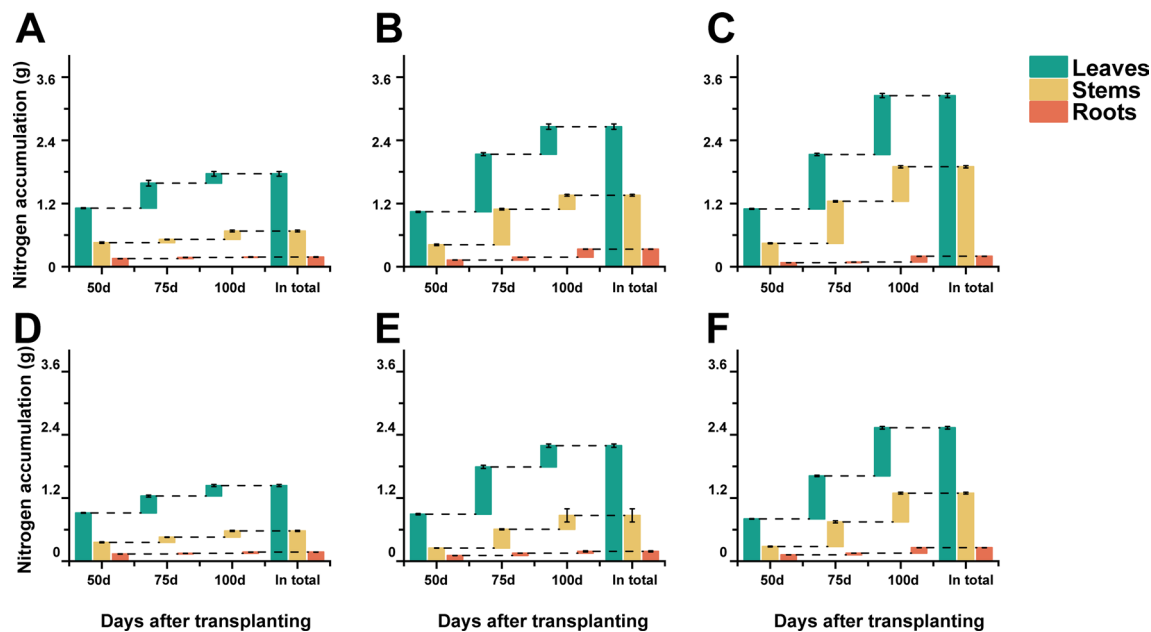 A
B
C
Nitrogen accumulation (g)
3.6
2.4
1.2
0
50d 75d 100d In total
3.6
2.4
1.2
0
50d 75d 100d In total
3.6
2.4
1.2
0
50d 75d 100d In total
Leaves
Stems
Roots
D
E
F
Nitrogen accumulation (g)
3.6
2.4
1.2
0
50d 75d 100d In total
Days after transplanting
3.6
2.4
1.2
0
50d 75d 100d In total
Days after transplanting
3.6
2.4
1.2
0
50d 75d 100d In total
Days after transplanting